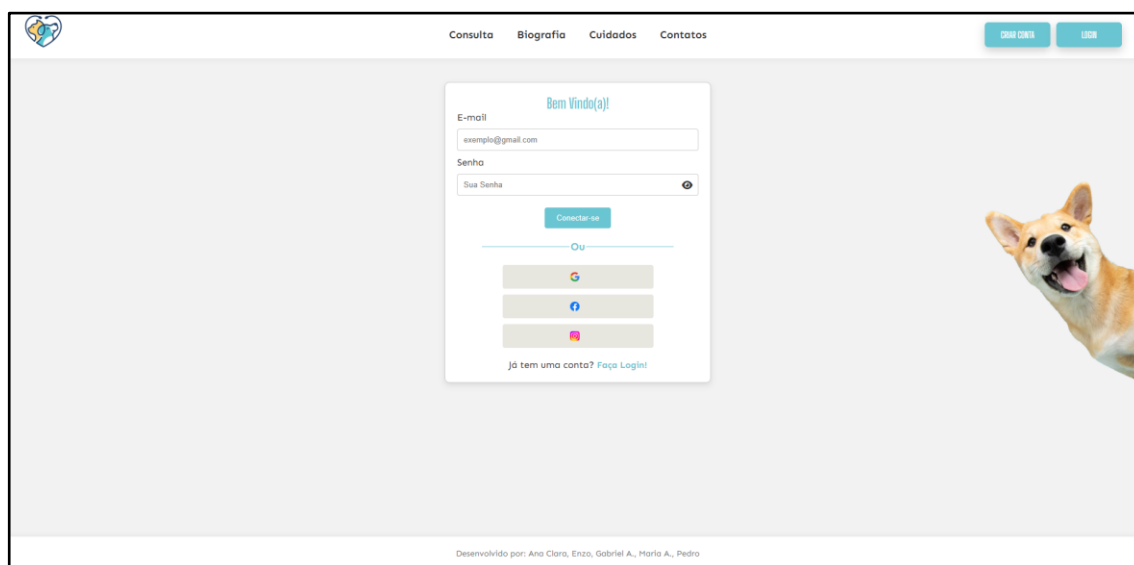 Consulta Biografia Cuidados Contatos
CRIAR CONTA LOGIN
Bem Vindo(a)!
E-mail
exemplo@gmail.com
Senha
Sua Senha
Conectar-se
Ou
Já tem uma conta? Faça Login!
Desenvolvido por: Ana Clara, Enzo, Gabriel A., Maria A., Pedro